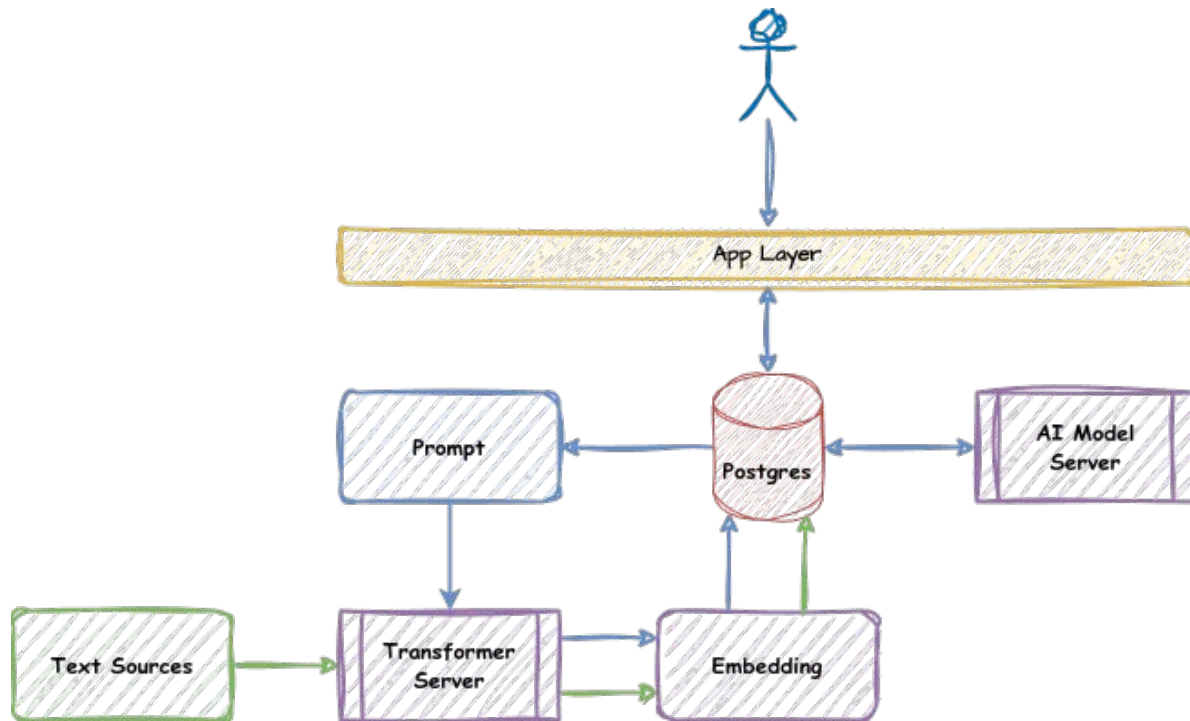 App Layer
Prompt
Postgres
AI Model
Server
Text Sources
Transformer
Server
Embedding